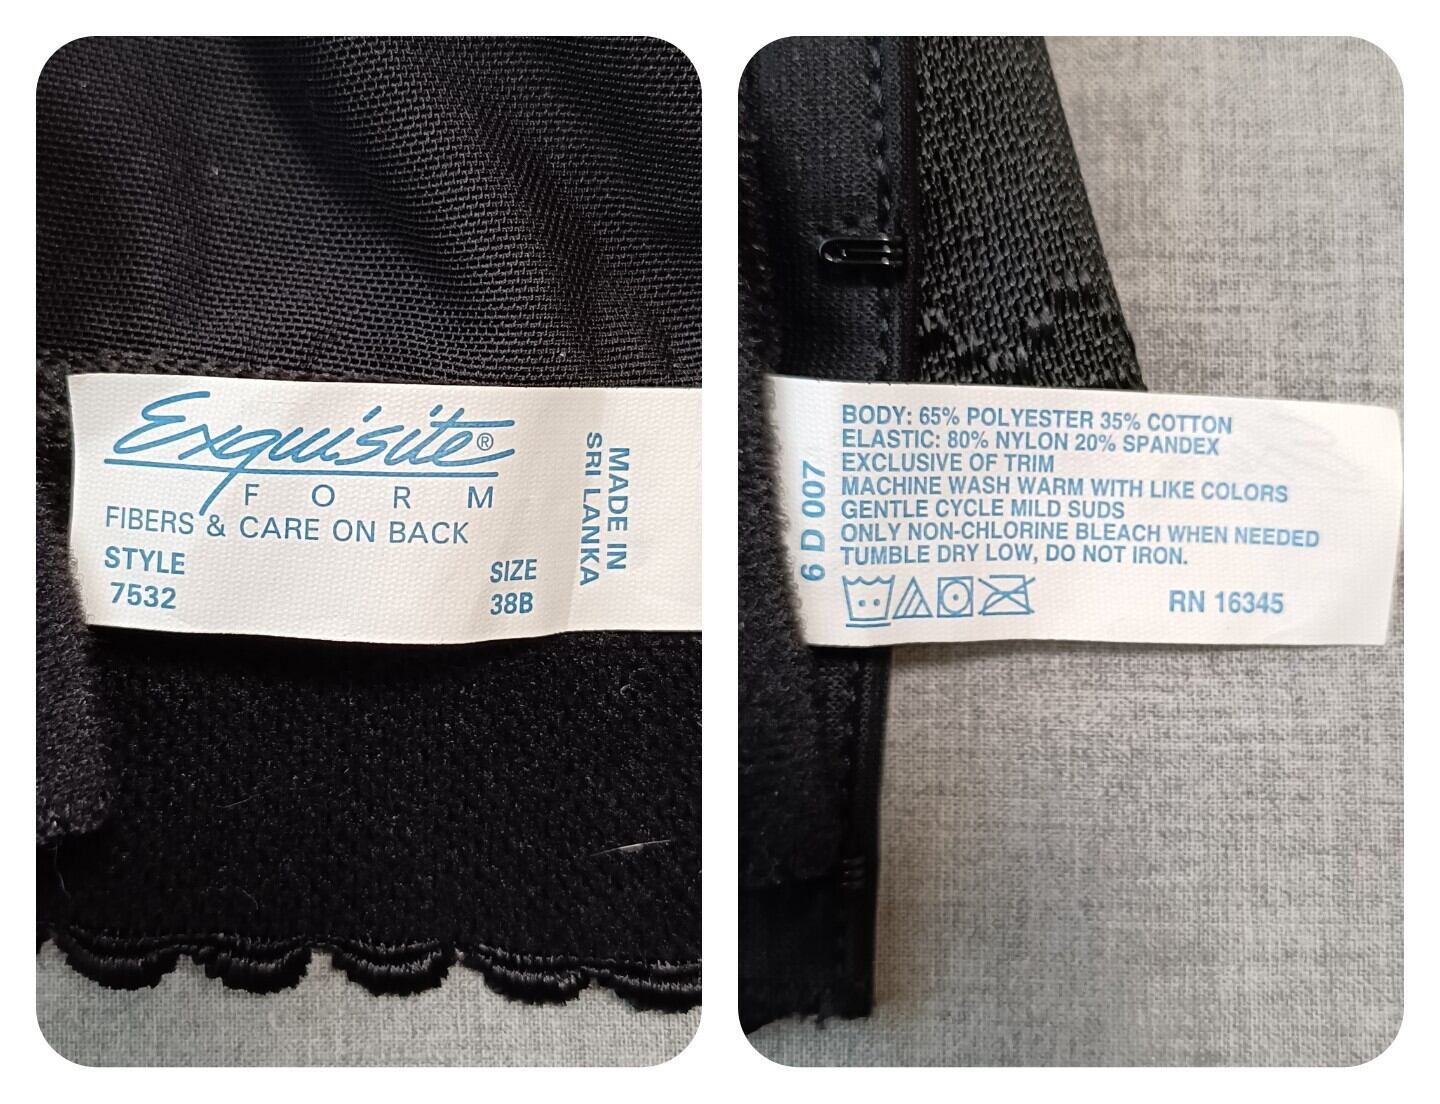 Exquisite®
FORM
FIBERS & CARE ON BACK
STYLE
7532
SIZE
38B
MADE IN
SRI LANKA
6 D 007
BODY: 65% POLYESTER 35% COTTON
ELASTIC: 80% NYLON 20% SPANDEX
EXCLUSIVE OF TRIM
MACHINE WASH WARM WITH LIKE COLORS
GENTLE CYCLE MILD SUDS
ONLY NON-CHLORINE BLEACH WHEN NEEDED
TUMBLE DRY LOW, DO NOT IRON.
RN 16345